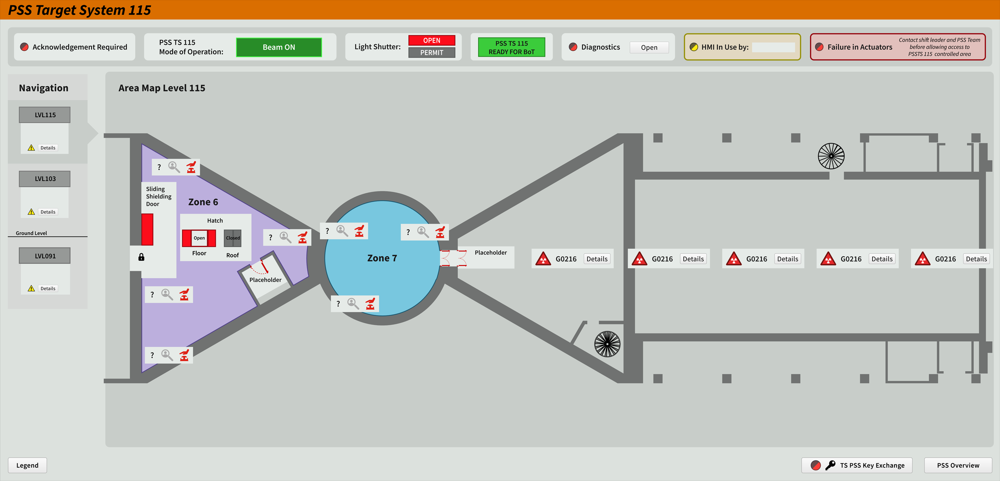 PSS Target System 115
Acknowledgement Required
PSS TS 115
Mode of Operation:
Beam ON
Light Shutter:
OPEN
PERMIT
PSS TS 115
READY FOR BoT
Diagnostics
Open
HMI In Use by:
Failure in Actuators
Contact shift leader and PSS Team
before allowing access to
PSSTS 115 controlled area
Navigation
LVL115
Details
LVL103
Details
Ground Level
LVL091
Details
Area Map Level 115
?
Sliding
Shielding
Door
Zone 6
Hatch
Open
Closed
Floor
Roof
?
?
?
Zone 7
Placeholder
Placeholder
?
?
?
G0216
Details
G0216
Details
G0216
Details
G0216
Details
G0216
Details
Legend
TS PSS Key Exchange
PSS Overview